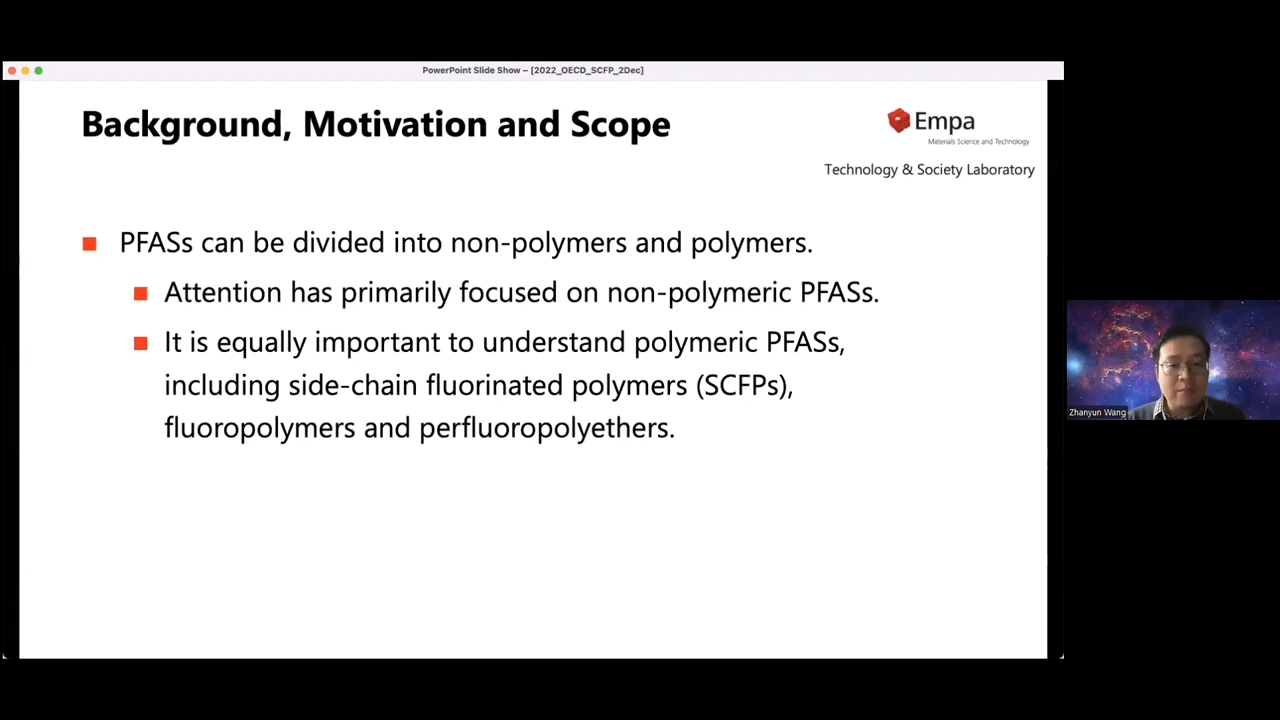 PowerPoint Slide Show – [2022_OECD_SCFP_2Dec]
Background, Motivation and Scope
Empa
Materials Science and Technology
Technology & Society Laboratory
PFASs can be divided into non-polymers and polymers.
Attention has primarily focused on non-polymeric PFASs.
It is equally important to understand polymeric PFASs,
including side-chain fluorinated polymers (SCFPs),
fluoropolymers and perfluoropolyethers.
Zhanyun Wang